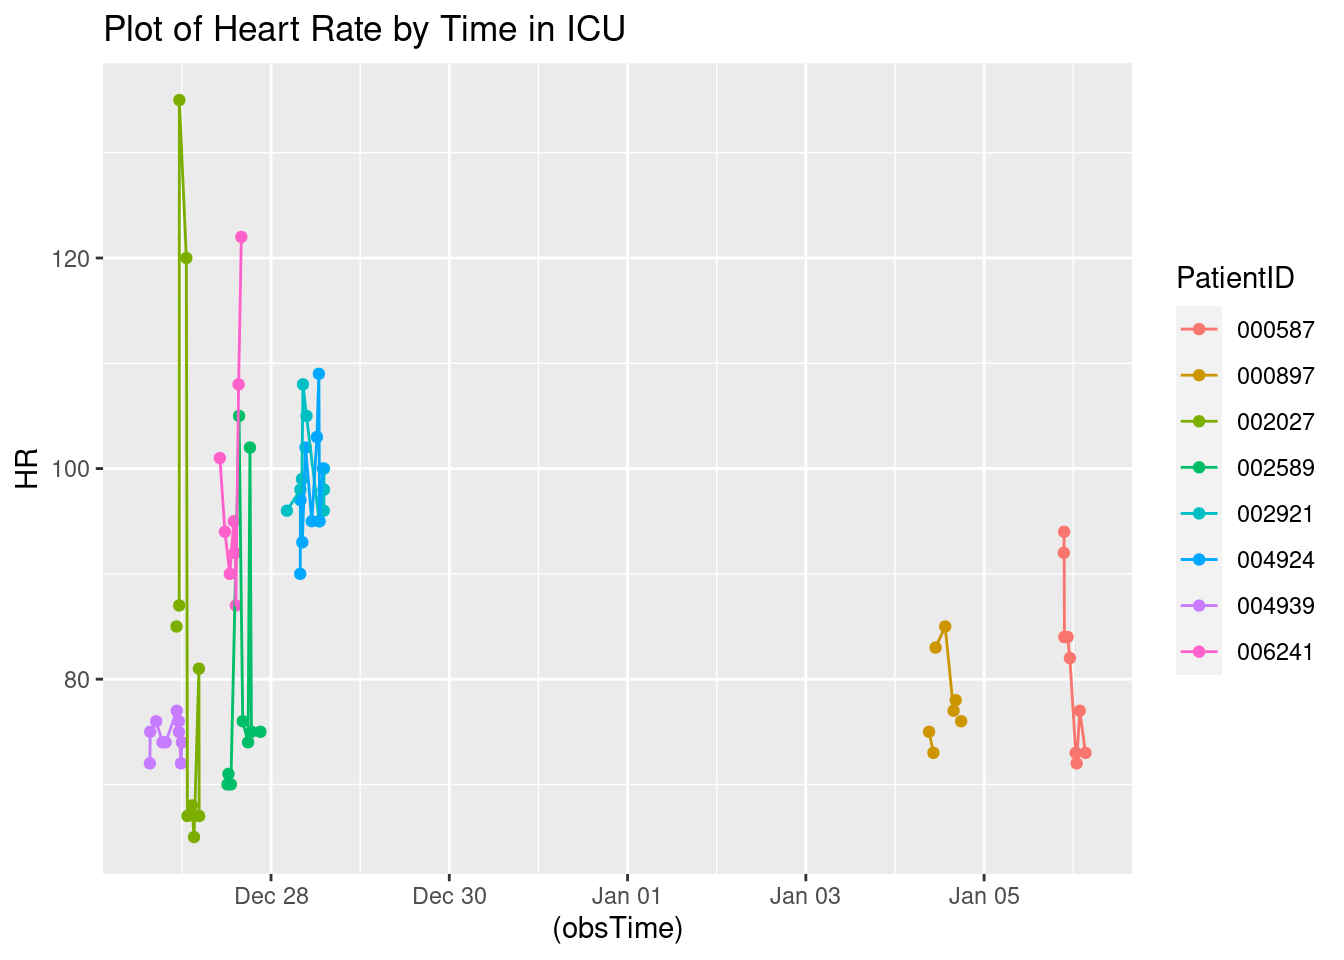 Plot of Heart Rate by Time in ICU
HR
120
100
80
Dec 28
Dec 30
Jan 01
Jan 03
Jan 05
(obsTime)
PatientID
000587
000897
002027
002589
002921
004924
004939
006241